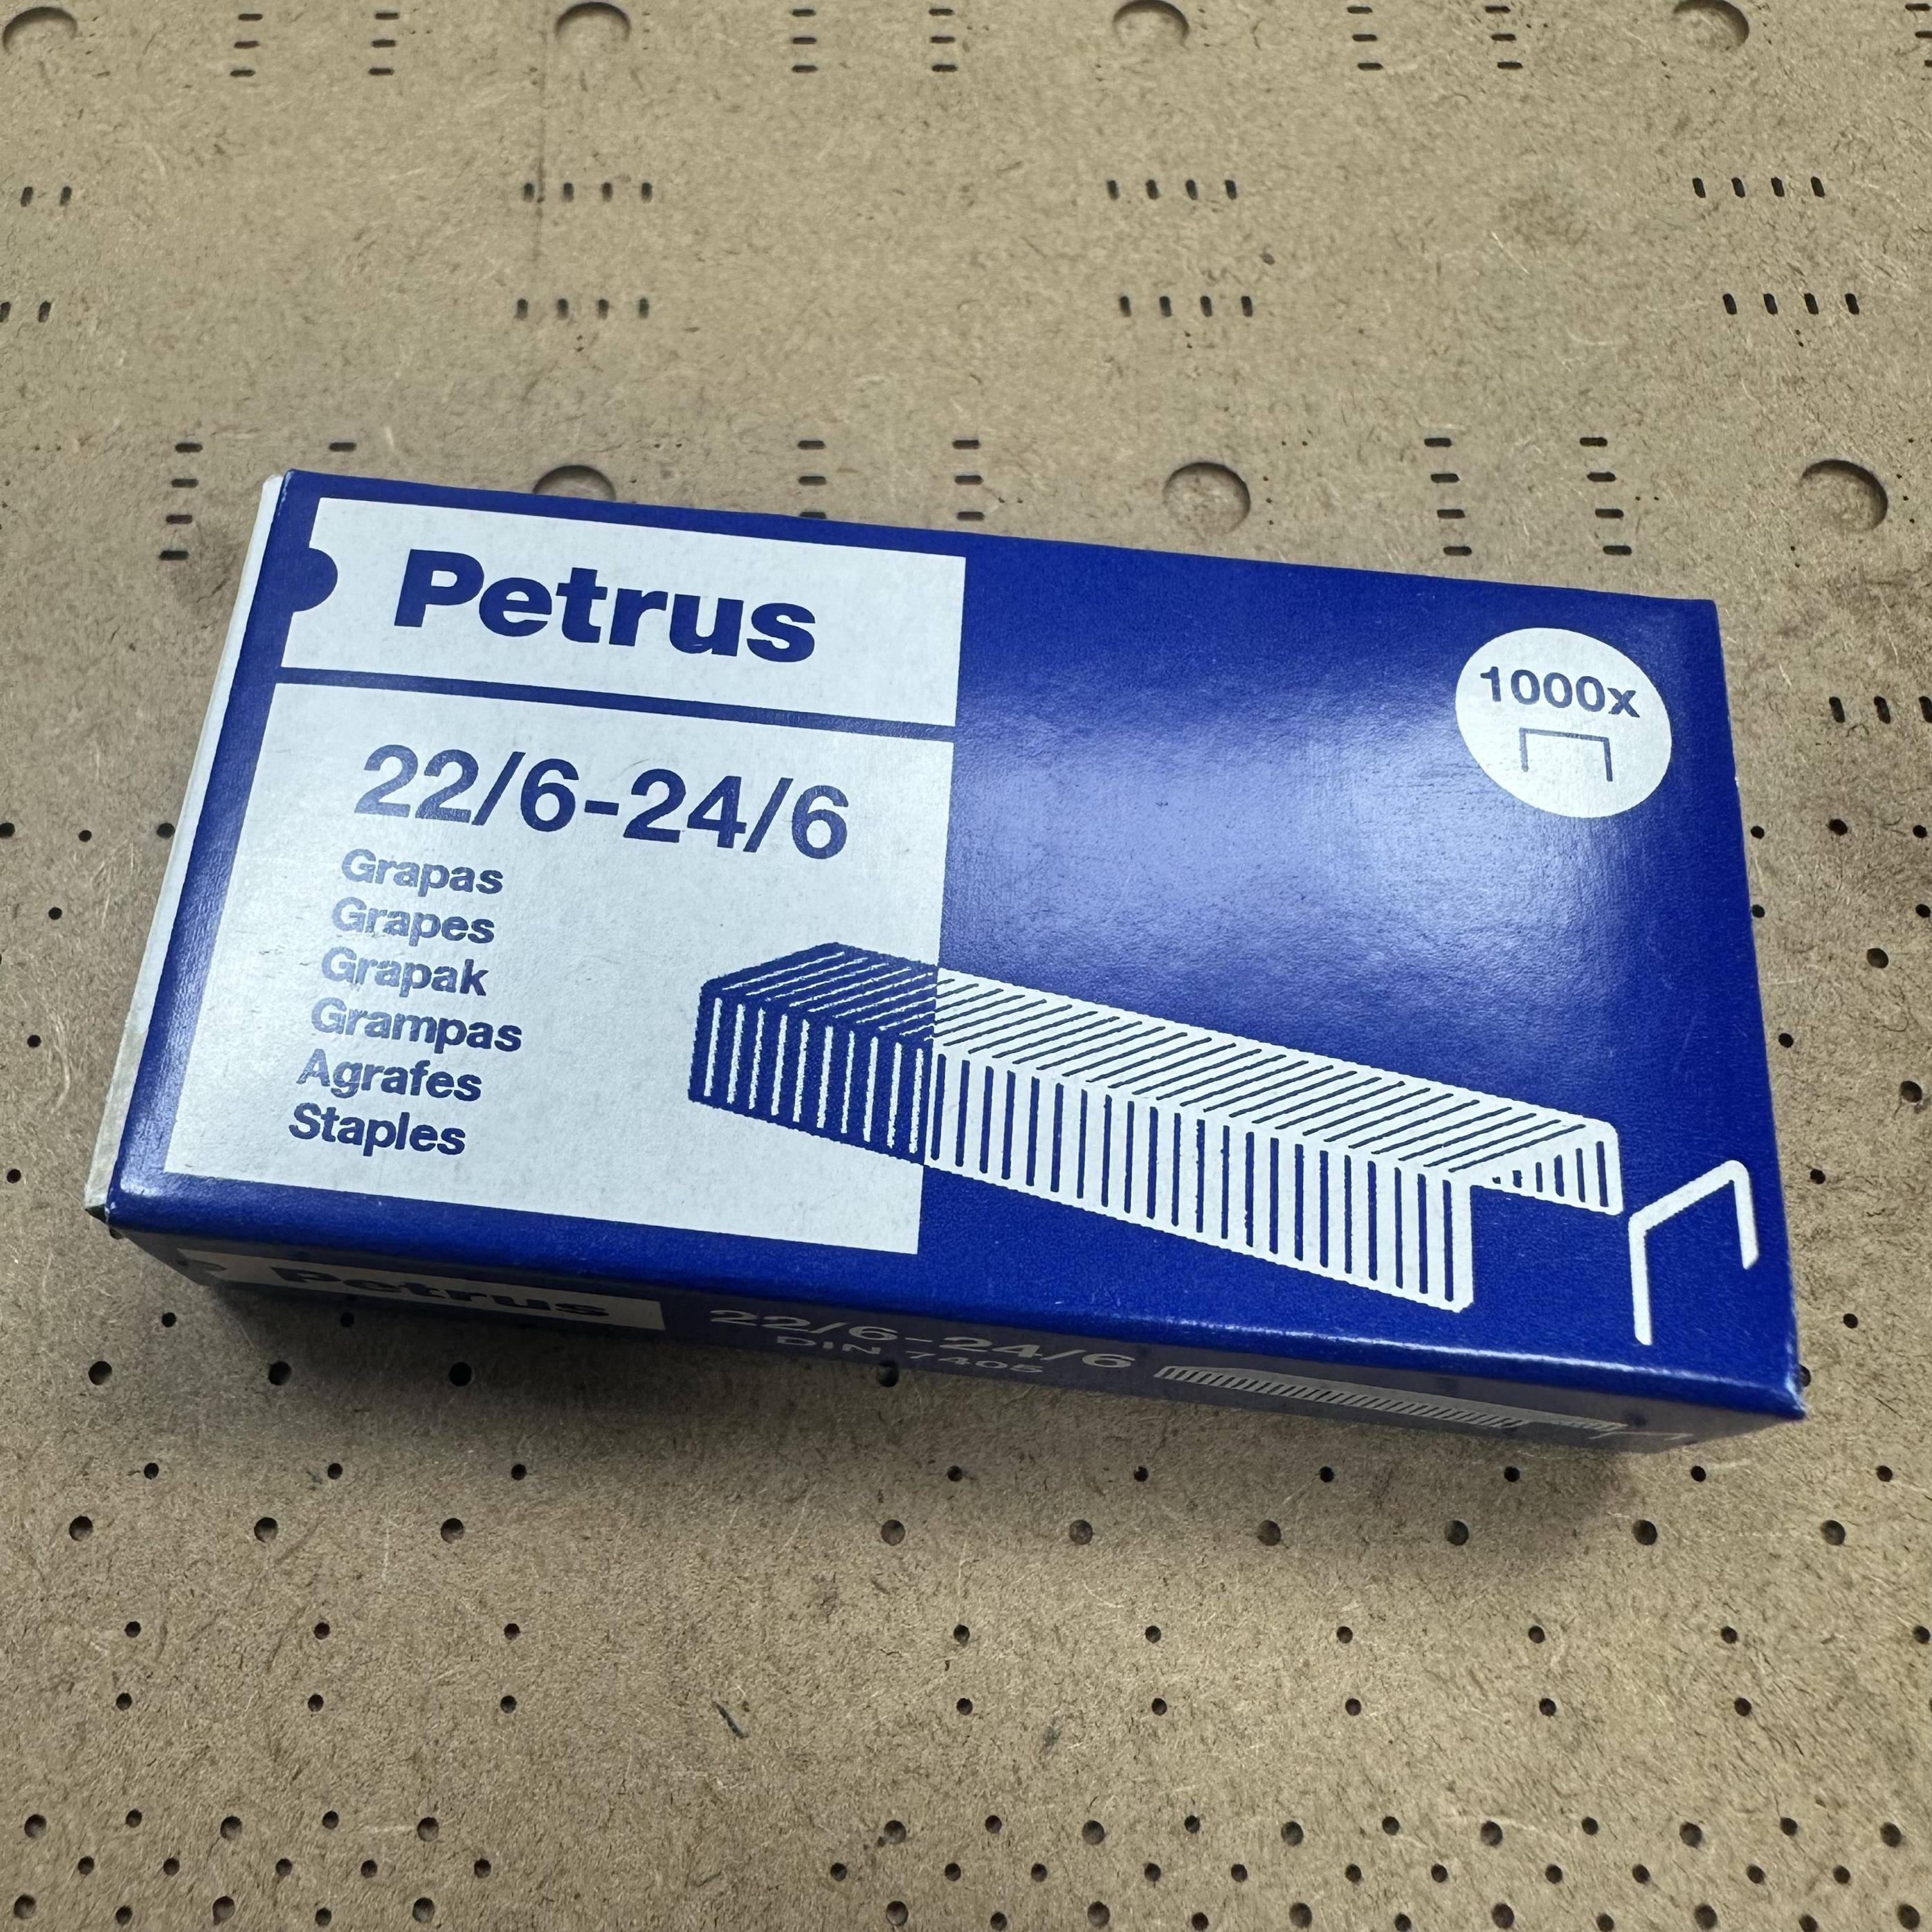 Petrus
1000x
22/6-24/6
Grapas
Grapes
Grapak
Grampas
Agrafes
Staples
Petrus
22/6-24/6
DIN 7405